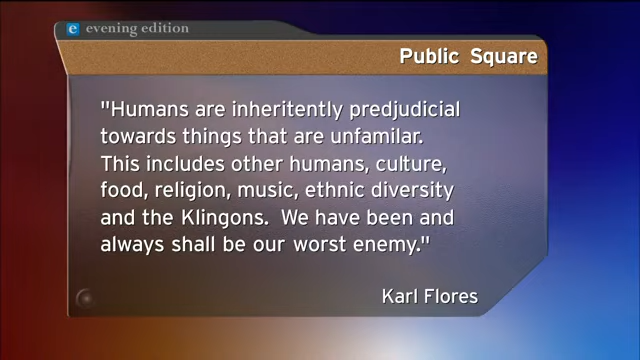 e evening edition
Public Square
"Humans are inheritently predjudicial
towards things that are unfamilar.
This includes other humans, culture,
food, religion, music, ethnic diversity
and the Klingons. We have been and
always shall be our worst enemy."
Karl Flores